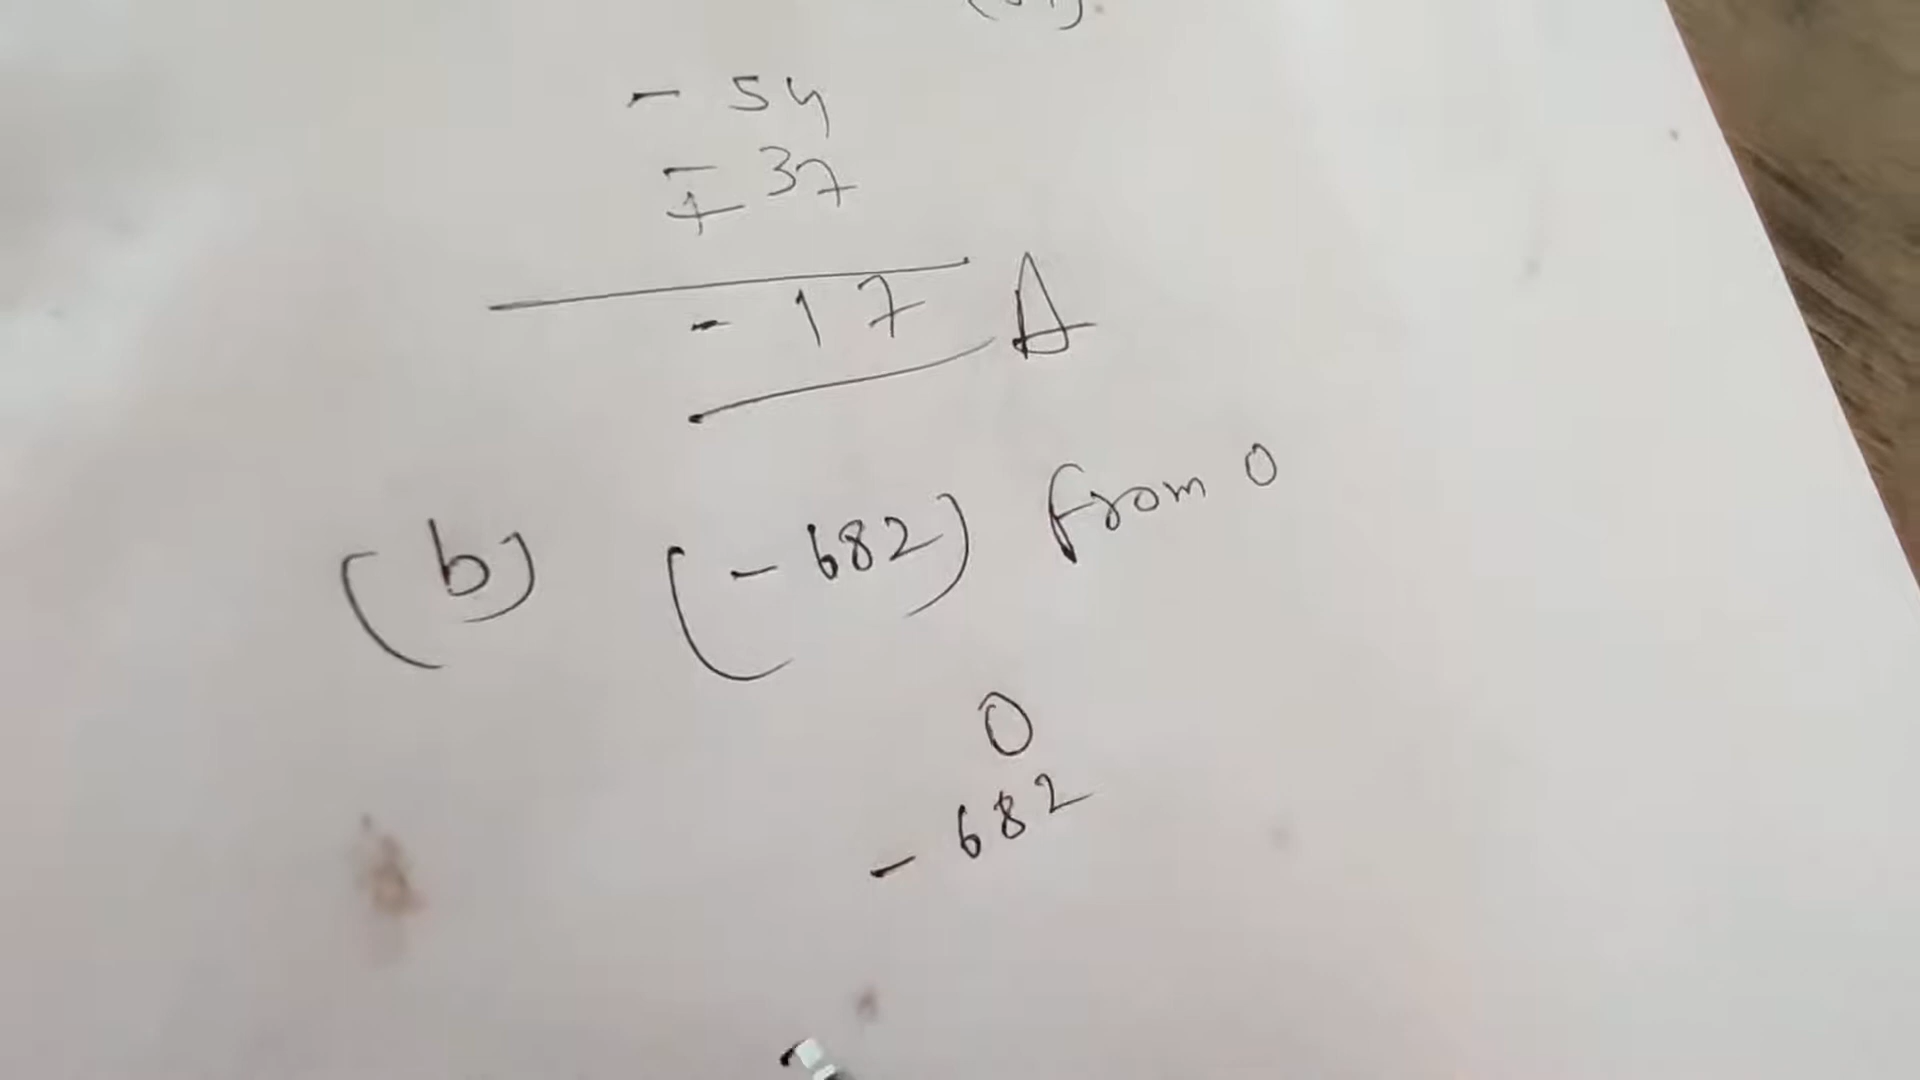 - 54
- 37
+
- 17 A
(b) (-682) from 0
0
- 682